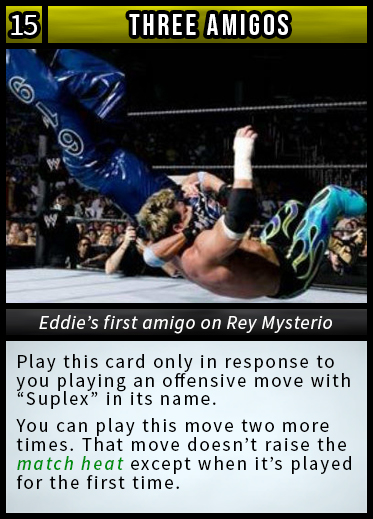 15
THREE AMIGOS
619
Eddie's first amigo on Rey Mysterio
Play this card only in response to
you playing an offensive move with
“Suplex” in its name.
You can play this move two more
times. That move doesn't raise the
match heat except when it's played
for the first time.